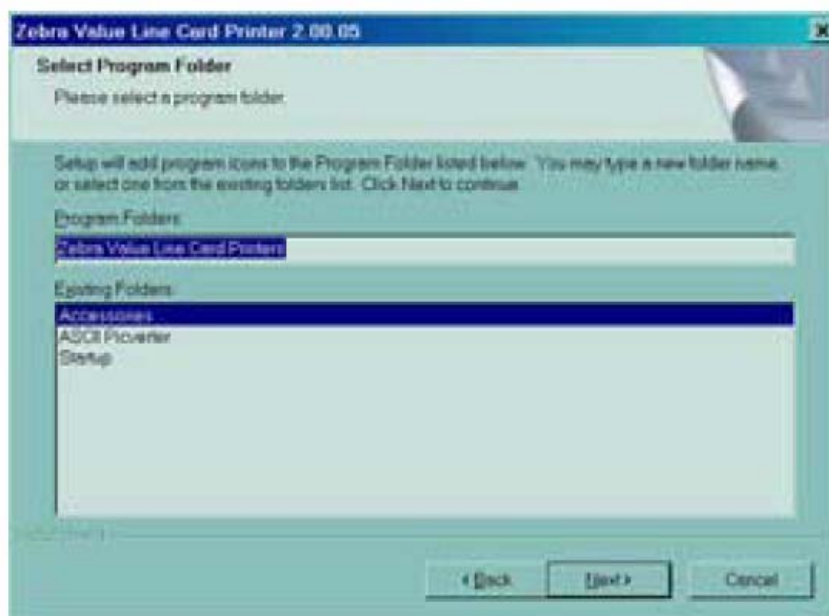 Zebra Value Line Card Printer 2.00.05
Select Program Folder
Please select a program folder.
Setup will add program icons to the Program Folder listed below. You may type a new folder name,
or select one from the existing folders list. Click Next to continue.
Program Folders:
Zebra Value Line Card Printers
Existing Folders:
Accessories
ASCII Picverter
Startup
< Back
Next >
Cancel